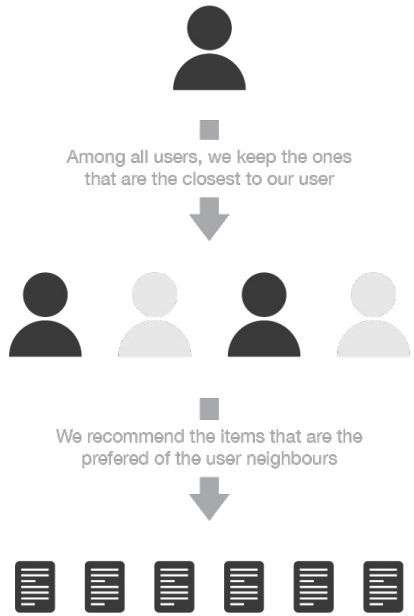 Among all users, we keep the ones
that are the closest to our user
We recommend the items that are the
prefered of the user neighbours